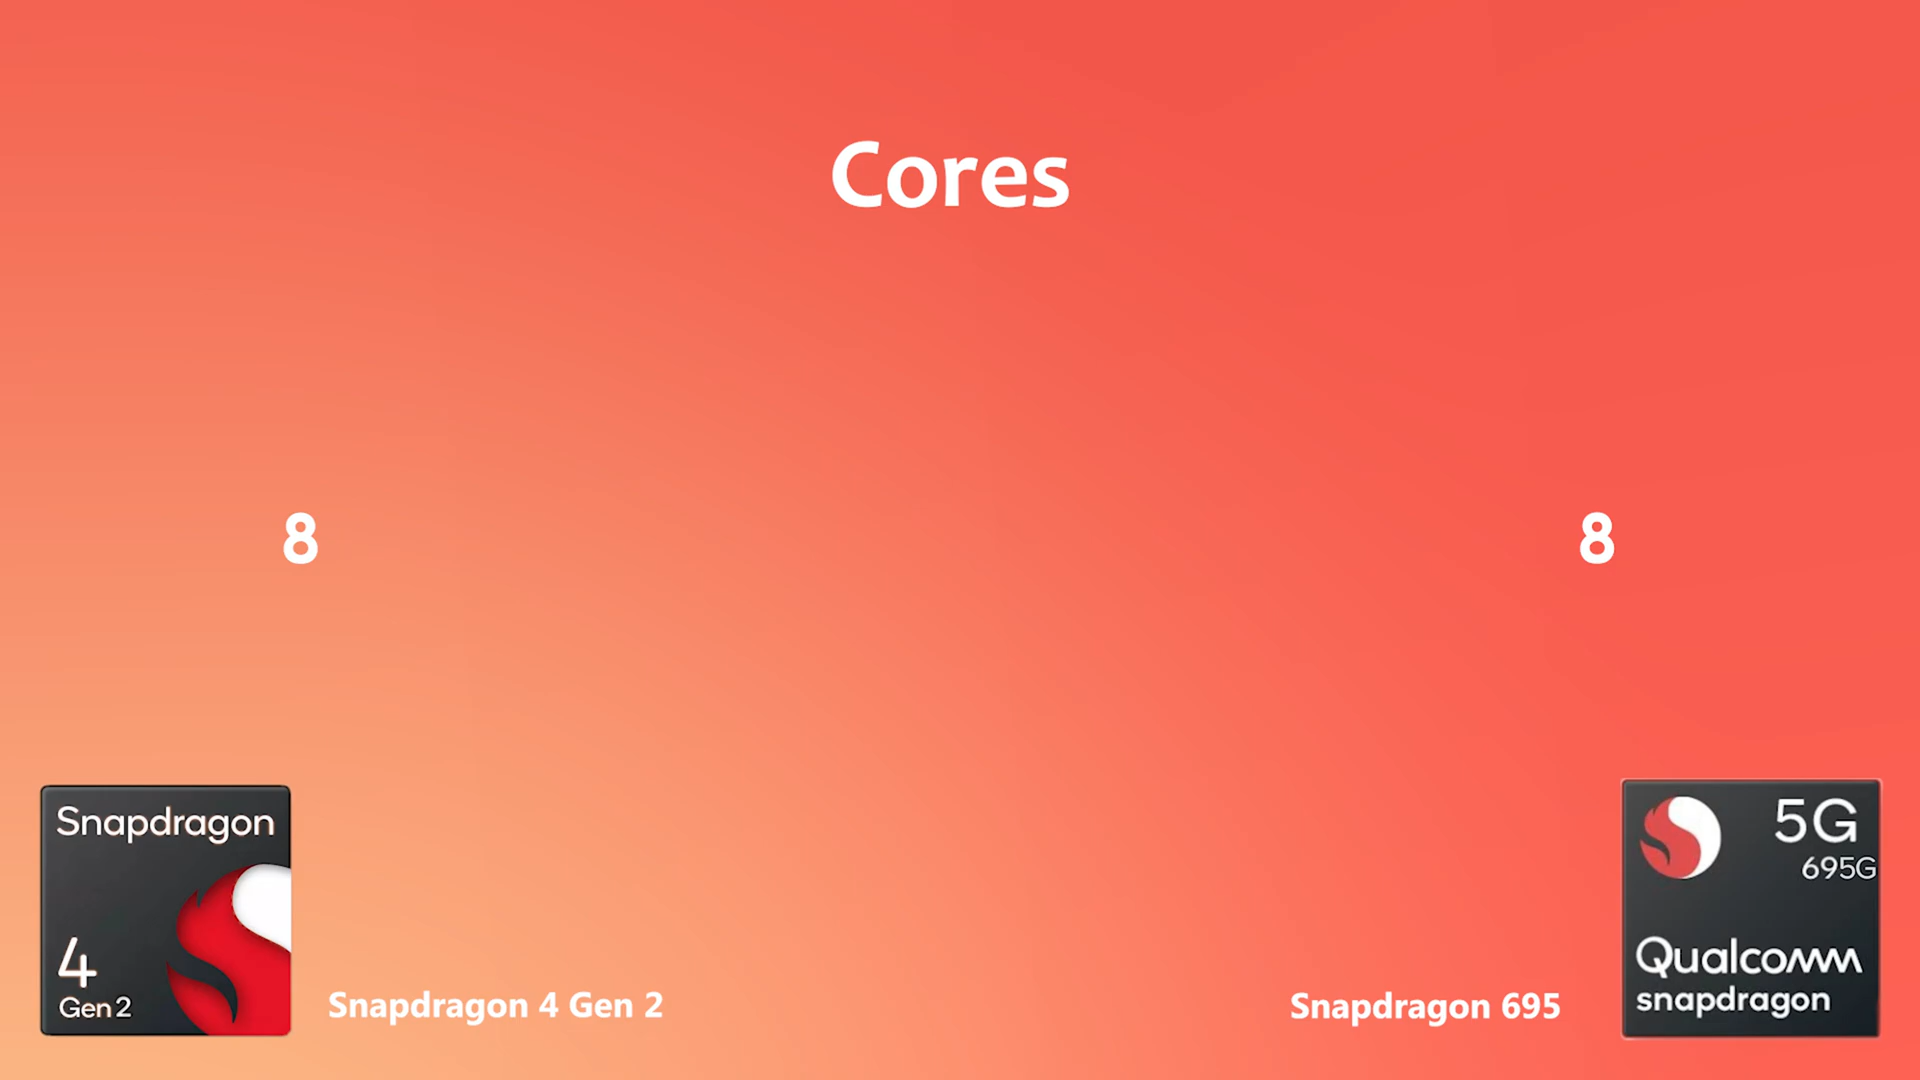 Cores
8
8
Snapdragon
4
Gen 2
Snapdragon 4 Gen 2
Snapdragon 695
5G
695G
Qualcomm
snapdragon